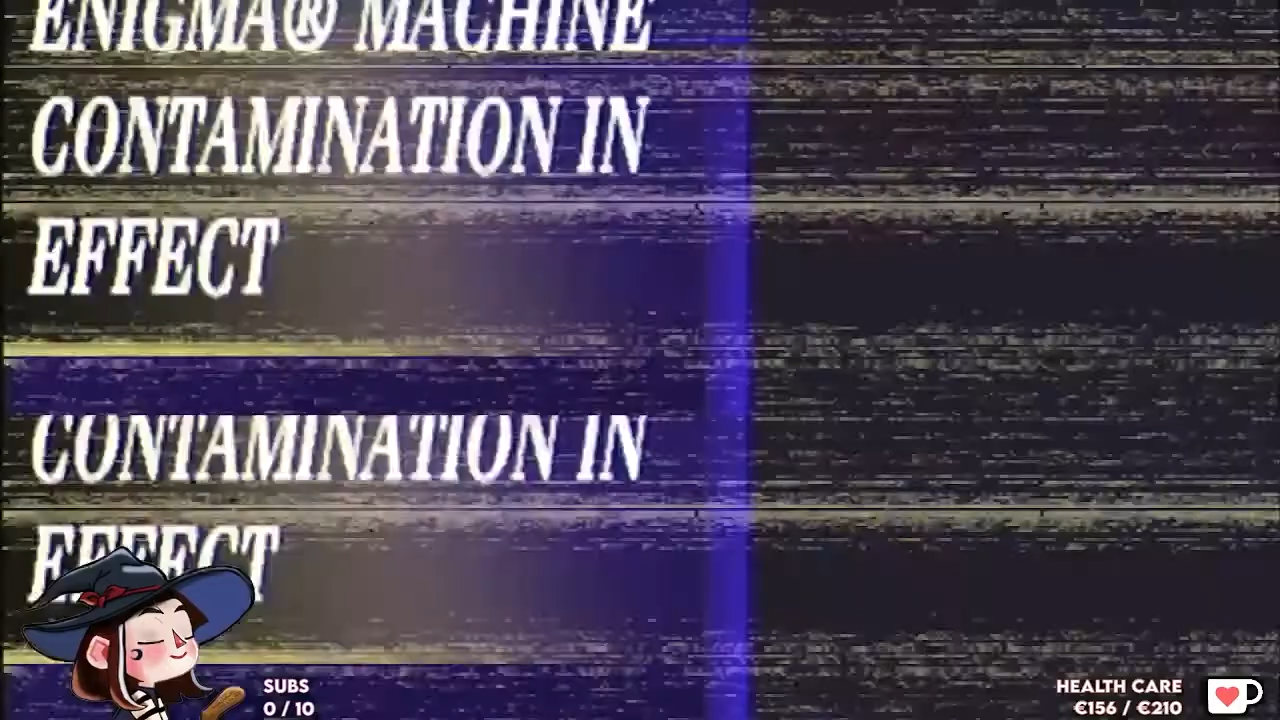 ENIGMA® MACHINE
CONTAMINATION IN
EFFECT
CONTAMINATION IN
EFFECT
SUBS
0 / 10
HEALTH CARE
€156 / €210